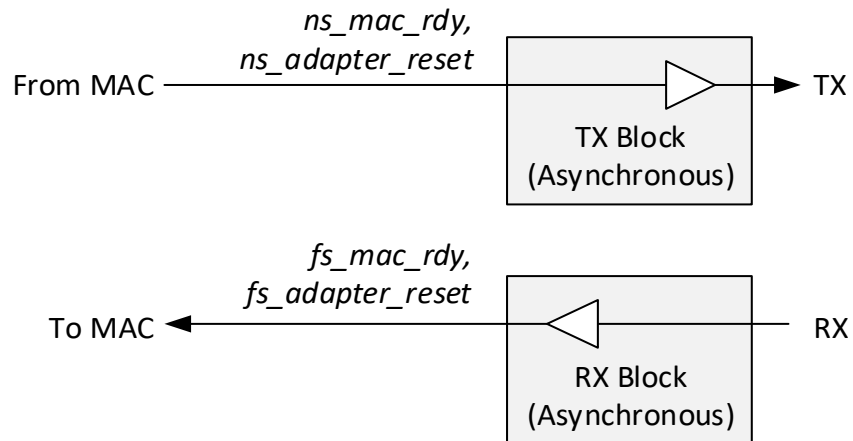 ns_mac_rdy,
ns_adapter_reset
From MAC
TX
TX Block
(Asynchronous)
fs_mac_rdy,
fs_adapter_reset
To MAC
RX
RX Block
(Asynchronous)